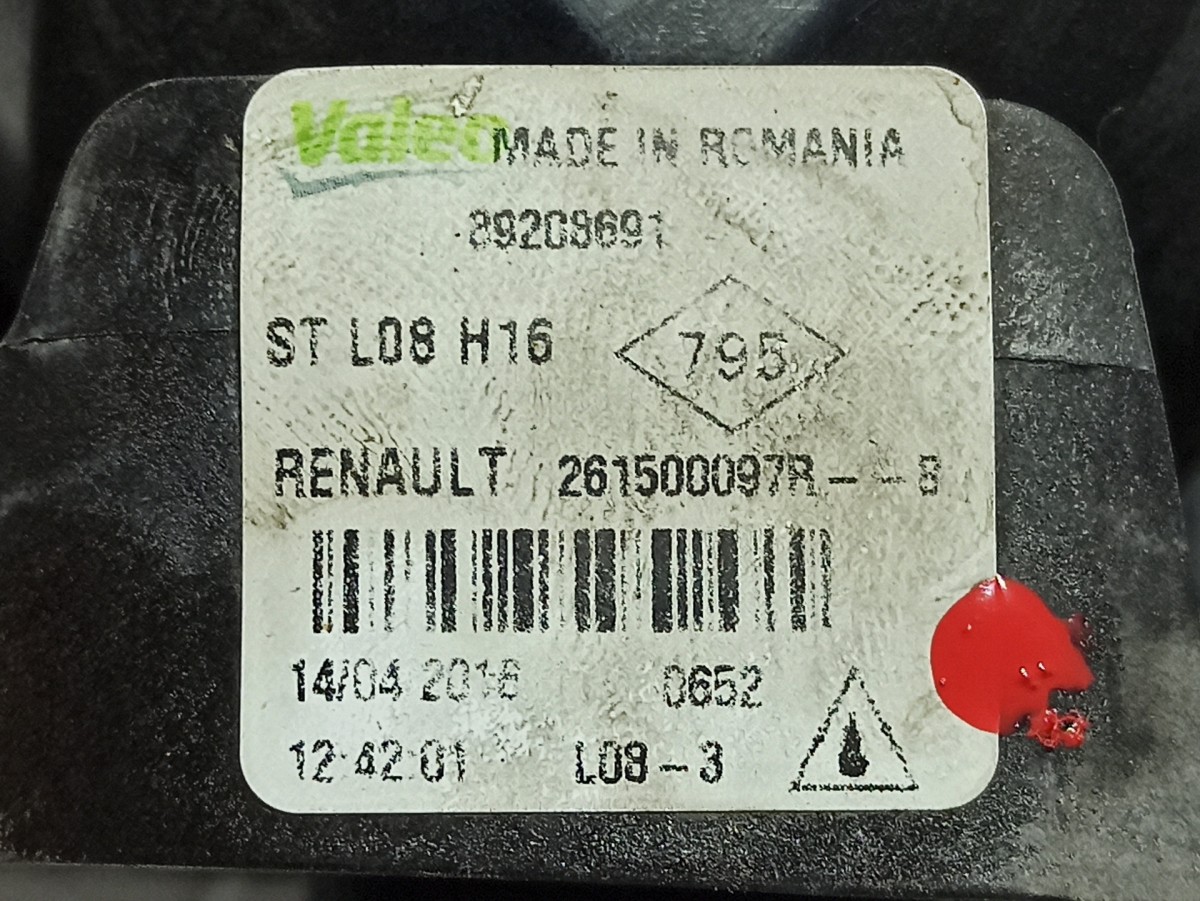 Valeo MADE IN ROMANIA
89208691
ST L08 H16
795
RENAULT 261500097R--B
14/04 2016 0652
12:42:01 L08-3